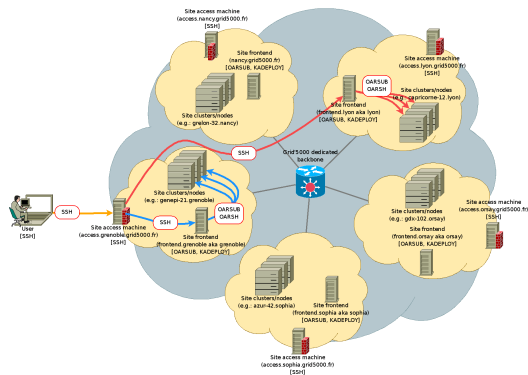 Site access machine
(access.nancy.grid5000.fr)
[SSH]
Site frontend
(nancy.grid5000.fr)
[OARSUB, KADEPLOY]
Site clusters/nodes
(e.g.: grelon-32.nancy)
Site access machine
(access.lyon.grid5000.fr)
[SSH]
OARSUB
OARSH
Site clusters/nodes
(e.g.: capricorne-12.lyon)
Site frontend
(frontend.lyon aka lyon)
[OARSUB, KADEPLOY]
SSH
Grid'5000 dedicated
backbone
Site clusters/nodes
(e.g.: genepi-21.grenoble)
OARSUB
OARSH
SSH
SSH
User
[SSH]
Site access machine
(access.grenoble.grid5000.fr)
[SSH]
Site frontend
(frontend.grenoble aka grenoble)
[OARSUB, KADEPLOY]
Site clusters/nodes
(e.g.: gdx-102.orsay)
Site access machine
(access.orsay.grid5000.fr)
[SSH]
Site frontend
(frontend.orsay aka orsay)
[OARSUB, KADEPLOY]
Site clusters/nodes
(e.g.: azur-42.sophia)
Site frontend
(frontend.sophia aka sophia)
[OARSUB, KADEPLOY]
Site access machine
(access.sophia.grid5000.fr)
[SSH]